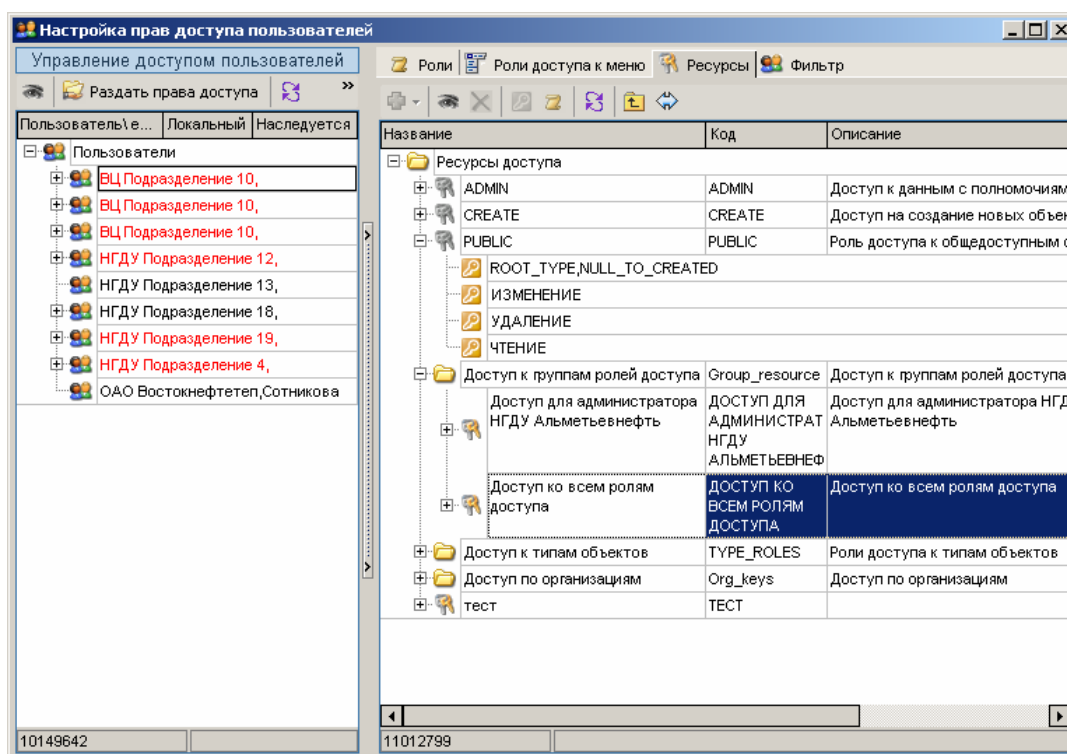 Настройка прав доступа пользователей
Управление доступом пользователей
Раздать права доступа »
Пользователь\е... Локальный Наследуется
Пользователи
ВЦ Подразделение 10,
ВЦ Подразделение 10,
ВЦ Подразделение 10,
НГДУ Подразделение 12,
НГДУ Подразделение 13,
НГДУ Подразделение 18,
НГДУ Подразделение 19,
НГДУ Подразделение 4,
ОАО Востокнефтетеп,Сотникова
10149642
Роли Роли доступа к меню Ресурсы Фильтр
Название Код Описание
Ресурсы доступа
ADMIN ADMIN Доступ к данным с полномочиям
CREATE CREATE Доступ на создание новых объек
PUBLIC PUBLIC Роль доступа к общедоступным о
ROOT_TYPE,NULL_TO_CREATED
ИЗМЕНЕНИЕ
УДАЛЕНИЕ
ЧТЕНИЕ
Доступ к группам ролей доступа Group_resource Доступ к группам ролей доступа
Доступ для администратора ДОСТУП ДЛЯ Доступ для администратора НГД
НГДУ Альметьевнефть АДМИНИСТРАТ Альметьевнефть
НГДУ
АЛЬМЕТЬЕВНЕФ
Доступ ко всем ролям ДОСТУП КО Доступ ко всем ролям доступа
доступа ВСЕМ РОЛЯМ
ДОСТУПА
Доступ к типам объектов TYPE_ROLES Роли доступа к типам объектов
Доступ по организациям Org_keys Доступ по организациям
тест ТЕСТ
11012799